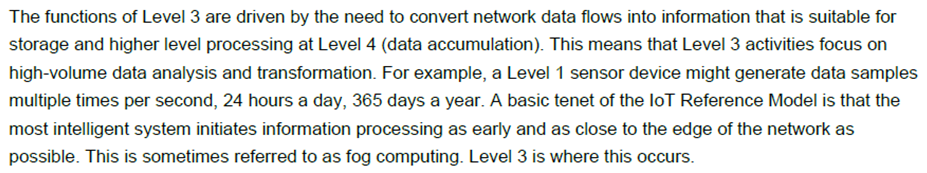 The functions of Level 3 are driven by the need to convert network data flows into information that is suitable for
storage and higher level processing at Level 4 (data accumulation). This means that Level 3 activities focus on
high-volume data analysis and transformation. For example, a Level 1 sensor device might generate data samples
multiple times per second, 24 hours a day, 365 days a year. A basic tenet of the IoT Reference Model is that the
most intelligent system initiates information processing as early and as close to the edge of the network as
possible. This is sometimes referred to as fog computing. Level 3 is where this occurs.